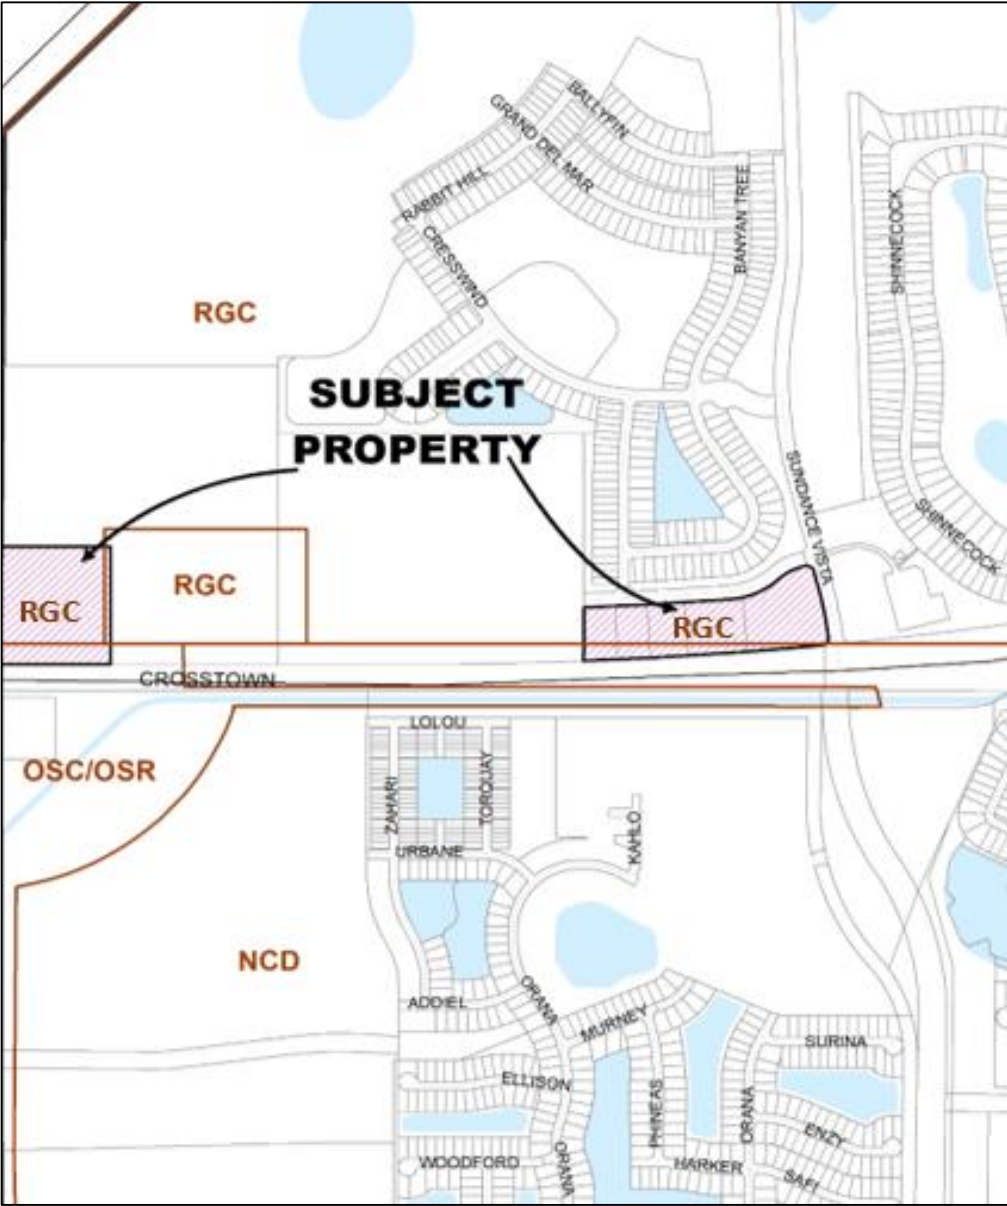 BALLYFIN
GRAND DEL MAR
RABBIT HILL
BANYAN TREE
SHINNECOCK
CRESSWIND
RGC
SUBJECT
PROPERTY
SUNDANCE VISTA
SHINNECOCK
RGC
RGC
RGC
CROSSTOWN
LOLOU
OSC/OSR
ZAHARI
TORQUAY
KAHLO
URBANE
NCD
ADDIEL
ORANA
MURNEY
SURINA
ELLISON
PHINEAS
ORANA
ENZY
WOODFORD
ORANA
HARKER
SAFI